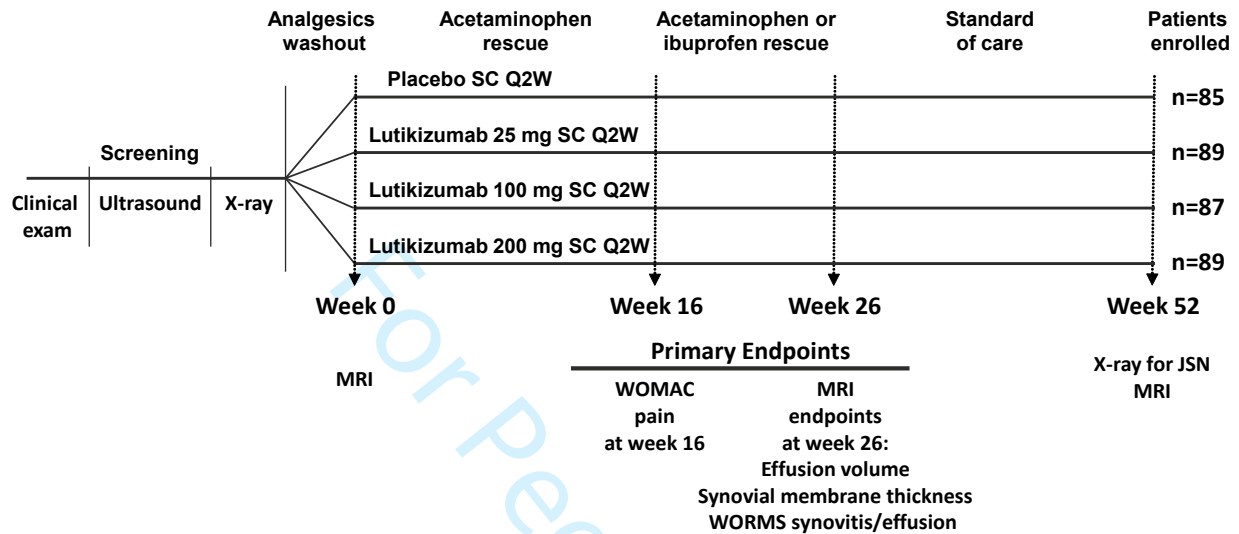 Analgesics
washout
Acetaminophen
rescue
Acetaminophen or
ibuprofen rescue
Standard
of care
Patients
enrolled
Placebo SC Q2W
n=85
Lutikizumab 25 mg SC Q2W
n=89
Screening
Clinical
exam
Ultrasound
X-ray
Lutikizumab 100 mg SC Q2W
n=87
Lutikizumab 200 mg SC Q2W
n=89
Week 0
Week 16
Week 26
Week 52
MRI
Primary Endpoints
WOMAC
pain
at week 16
MRI
endpoints
at week 26:
Effusion volume
Synovial membrane thickness
WORMS synovitis/effusion
X-ray for JSN
MRI
For Pee